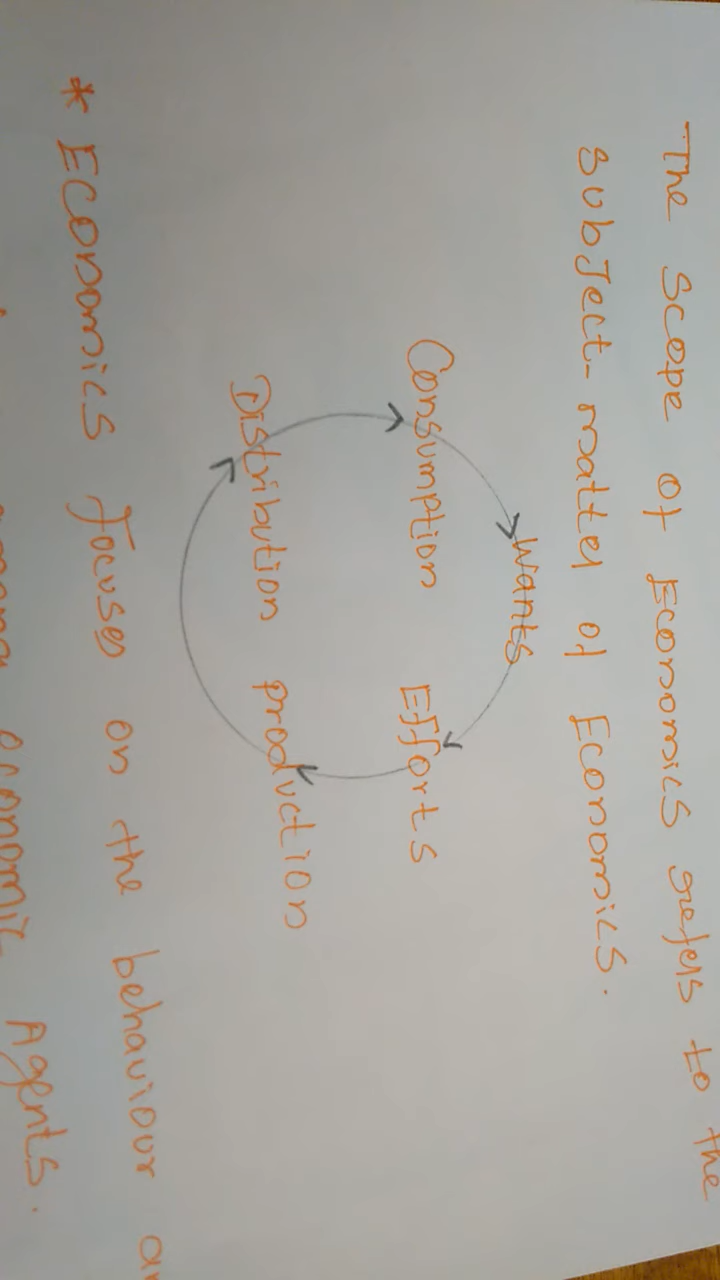 The Scope of Economics refers to the
subject-matter of Economics.
Wants
Consumption Efforts
Distribution production
* Economics focuses on the behaviour
economic Agents.